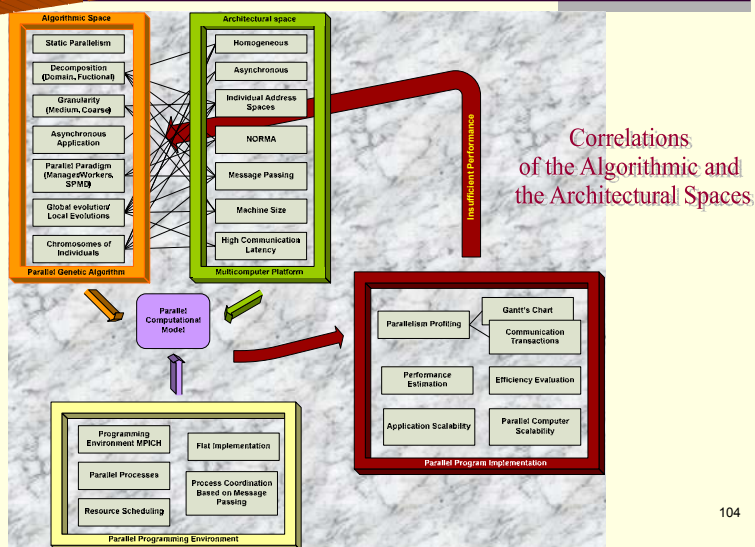 Algorithmic Space
Static Parallelism
Decomposition
(Domain, Fuctional)
Granularity
(Medium, Coarse)
Asynchronous
Application
Parallel Paradigm
(Manager/Workers,
SPMD)
Global evolution/
Local Evolutions
Chromosomes of
Individuals
Parallel Genetic Algorithm
Architectural space
Homogeneous
Asynchronous
Individual Address
Spaces
NORMA
Message Passing
Machine Size
High Communication
Latency
Multicomputer Platform
Insufficient Performance
Correlations
of the Algorithmic and
the Architectural Spaces
Parallel
Computational
Model
Parallelism Profiling
Gantt's Chart
Communication
Transactions
Performance
Estimation
Efficiency Evaluation
Application Scalability
Parallel Computer
Scalability
Parallel Program Implementation
Programming
Environment MPICH
Flat Implementation
Parallel Processes
Process Coordination
Based on Message
Passing
Resource Scheduling
Parallel Programming Environment
104